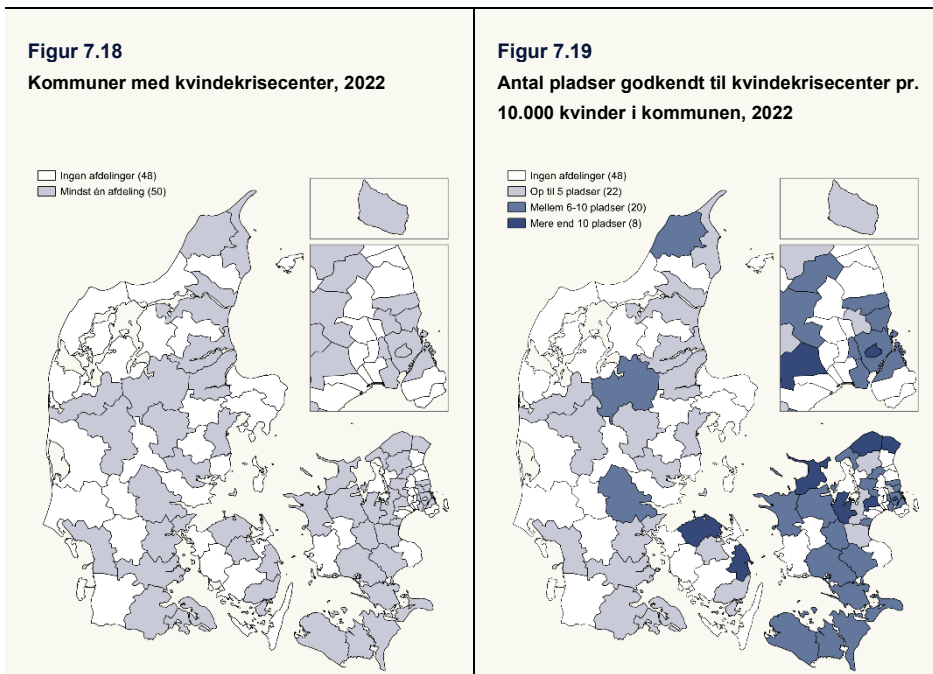 Figur 7.18
Kommuner med kvindekrisecenter, 2022
Ingen afdelinger (48)
Mindst én afdeling (50)
Figur 7.19
Antal pladser godkendt til kvindekrisecenter pr.
10.000 kvinder i kommunen, 2022
Ingen afdelinger (48)
Op til 5 pladser (22)
Mellem 6-10 pladser (20)
Mere end 10 pladser (8)